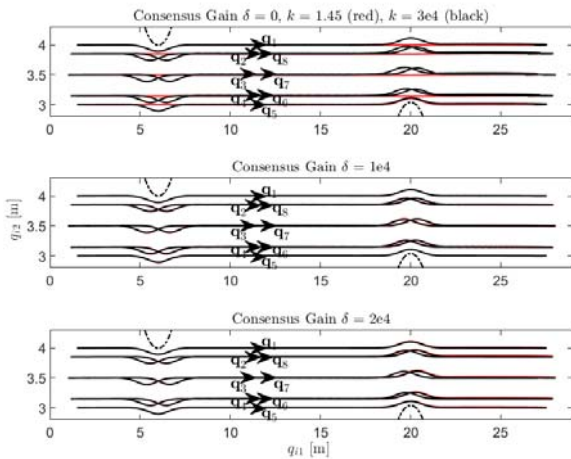 Consensus Gain δ = 0, k = 1.45 (red), k = 3e4 (black)
4
3.5
3
q1
q2 q8
q3 q7
q6
q5
0 5 10 15 20 25
Consensus Gain δ = 1e4
4
3.5
3
q1
q2 q8
q3 q7
q6
q5
0 5 10 15 20 25
qi2 [m]
Consensus Gain δ = 2e4
4
3.5
3
q1
q2 q8
q3 q7
q6
q5
0 5 10 15 20 25
qi1 [m]